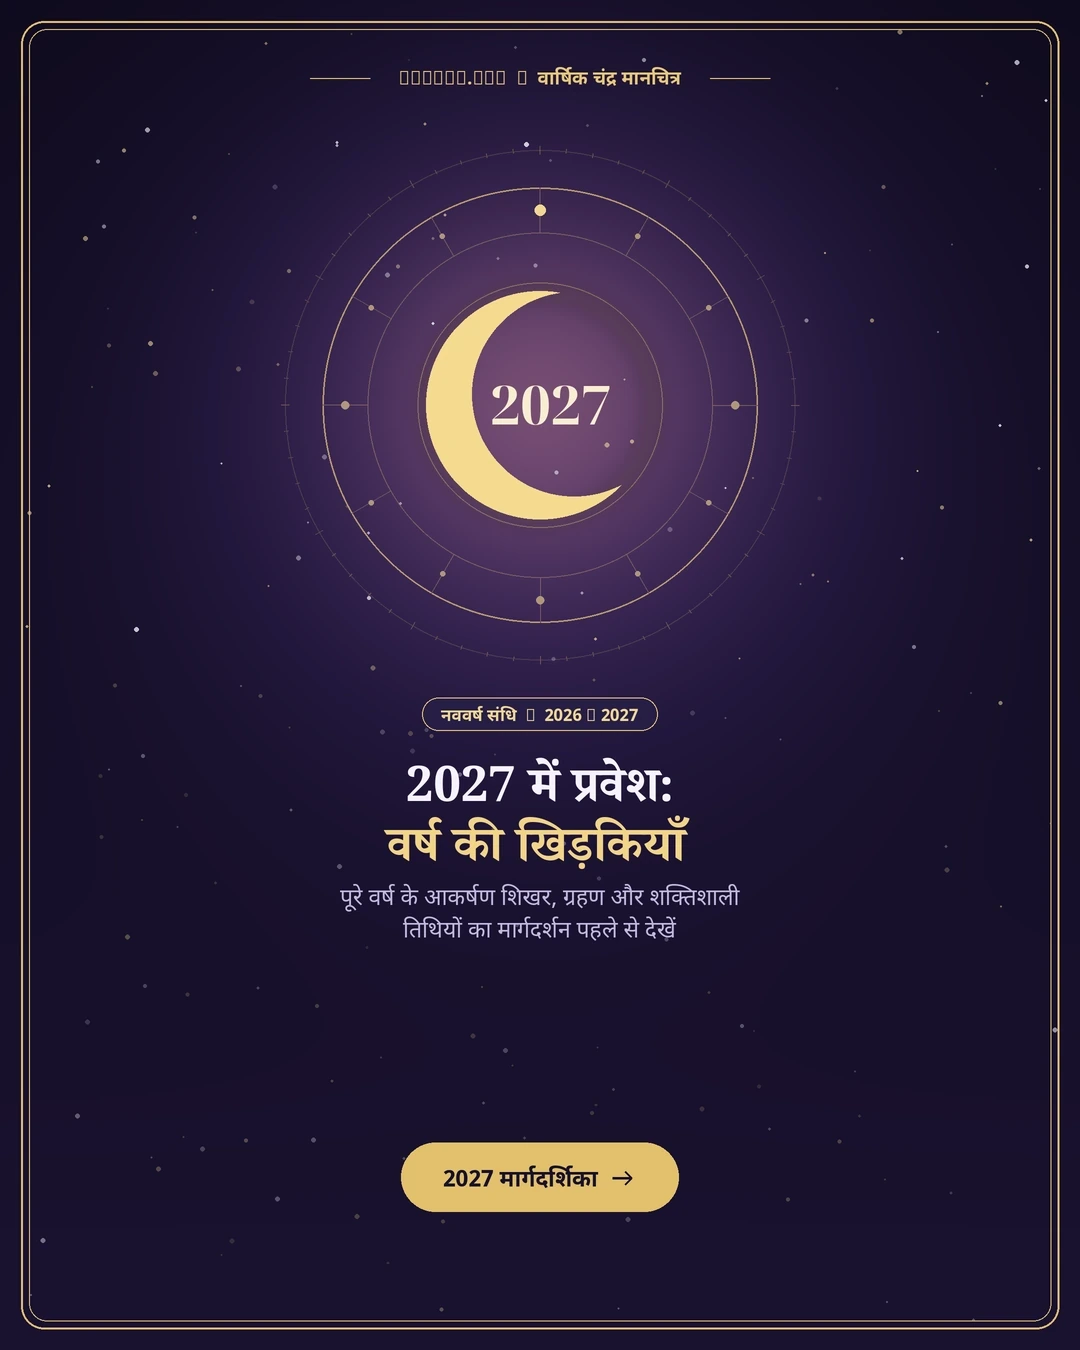 वार्षिक चंद्र मानचित्र
2027
नववर्ष संधि 2026 2027
2027 में प्रवेश:
वर्ष की खिड़कियाँ
पूरे वर्ष के आकर्षण शिखर, ग्रहण और शक्तिशाली
तिथियों का मार्गदर्शन पहले से देखें
2027 मार्गदर्शिका →